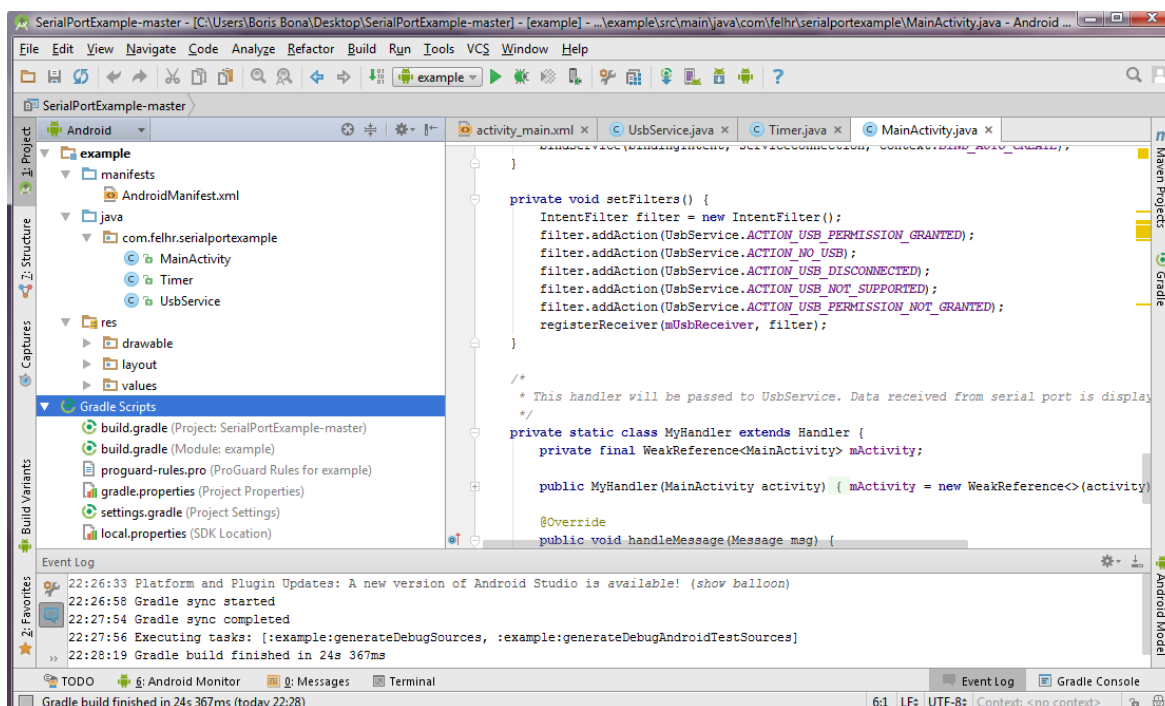 SerialPortExample-master - [C:\Users\Boris Bona\Desktop\SerialPortExample-master] - [example] - ...\example\src\main\java\com\felhr\serialportexample\MainActivity.java - Android ...
File Edit View Navigate Code Analyze Refactor Build Run Tools VCS Window Help
example
SerialPortExample-master
Android
activity_main.xml
UsbService.java
Timer.java
MainActivity.java
1: Project
2: Structure
Captures
Build Variants
2: Favorites
example
manifests
AndroidManifest.xml
java
com.felhr.serialportexample
MainActivity
Timer
UsbService
res
drawable
layout
values
Gradle Scripts
build.gradle (Project: SerialPortExample-master)
build.gradle (Module: example)
proguard-rules.pro (ProGuard Rules for example)
gradle.properties (Project Properties)
settings.gradle (Project Settings)
local.properties (SDK Location)
bindService(bindingIntent, serviceConnection, Context.BIND_AUTO_CREATE);
}
private void setFilters() {
IntentFilter filter = new IntentFilter();
filter.addAction(UsbService.ACTION_USB_PERMISSION_GRANTED);
filter.addAction(UsbService.ACTION_NO_USB);
filter.addAction(UsbService.ACTION_USB_DISCONNECTED);
filter.addAction(UsbService.ACTION_USB_NOT_SUPPORTED);
filter.addAction(UsbService.ACTION_USB_PERMISSION_NOT_GRANTED);
registerReceiver(mUsbReceiver, filter);
}
/*
* This handler will be passed to UsbService. Data received from serial port is display
*/
private static class MyHandler extends Handler {
private final WeakReference<MainActivity> mActivity;
public MyHandler(MainActivity activity) { mActivity = new WeakReference<>(activity)
@Override
public void handleMessage(Message msg) {
Maven Projects
Gradle
Android Model
Event Log
22:26:33 Platform and Plugin Updates: A new version of Android Studio is available! (show balloon)
22:26:58 Gradle sync started
22:27:54 Gradle sync completed
22:27:56 Executing tasks: [:example:generateDebugSources, :example:generateDebugAndroidTestSources]
22:28:19 Gradle build finished in 24s 367ms
TODO
6: Android Monitor
0: Messages
Terminal
Event Log
Gradle Console
Gradle build finished in 24s 367ms (today 22:28)
6:1 LF UTF-8 Context: <no context>